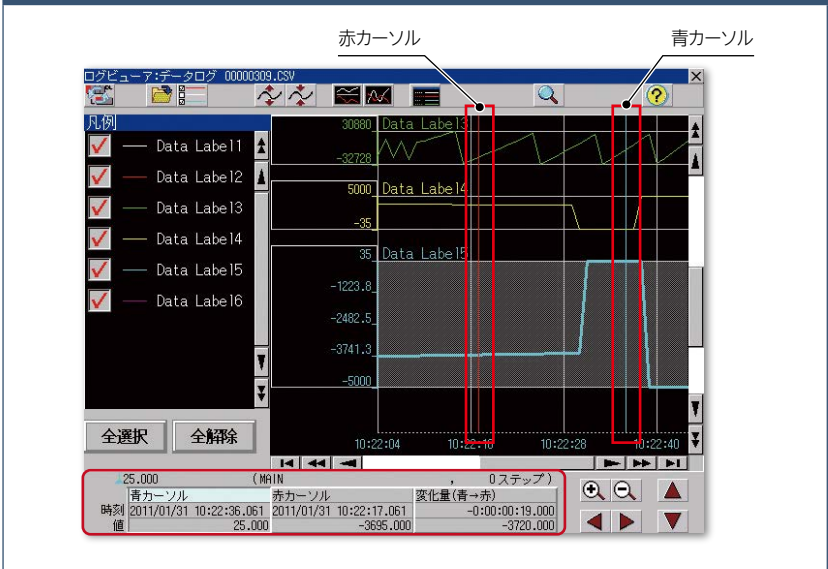 赤カーソル 青カーソル
ログビューア:データログ 00000309.CSV
凡例
Data Label1
Data Label2
Data Label3
Data Label4
Data Label5
Data Label6
全選択 全解除
30880 Data Label3
-32728
5000 Data Label4
-35
35 Data Label5
-1223.8
-2482.5
-3741.3
-5000
10:22:04 10:22:16 10:22:28 10:22:40
25.000 (MAIN , 0ステップ)
青カーソル 赤カーソル 変化量(青→赤)
時刻 2011/01/31 10:22:36.061 2011/01/31 10:22:17.061 -0:00:00:19.000
値 25.000 -3695.000 -3720.000